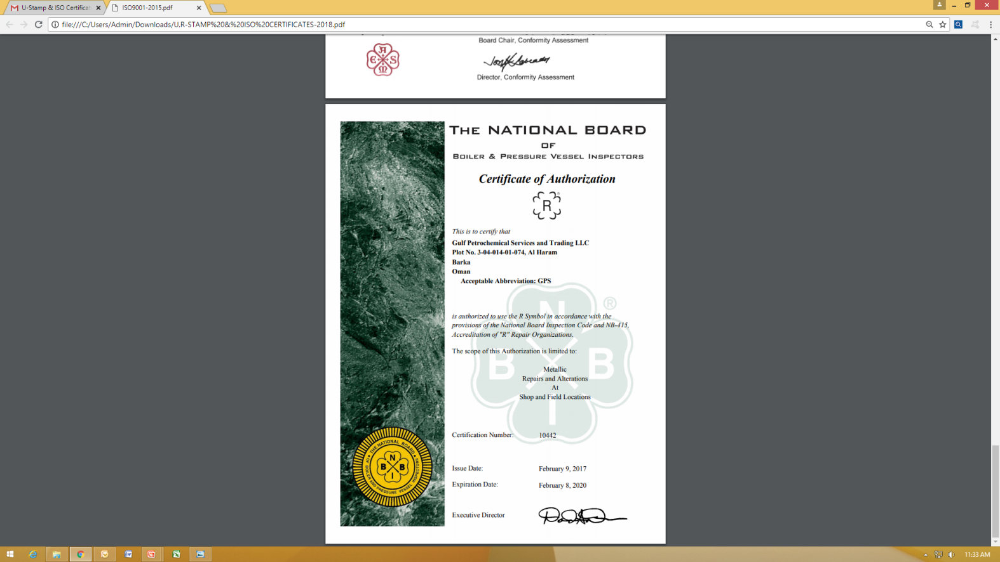 U-Stamp & ISO Certificat
ISO9001-2015.pdf
file:///C:/Users/Admin/Downloads/U,R-STAMP%20&%20ISO%20CERTIFICATES-2018.pdf
Board Chair, Conformity Assessment
A
E S
M
Director, Conformity Assessment
THE NATIONAL BOARD
OF
BOILER & PRESSURE VESSEL INSPECTORS
Certificate of Authorization
R®
This is to certify that
Gulf Petrochemical Services and Trading LLC
Plot No. 3-04-014-01-074, Al Haram
Barka
Oman
Acceptable Abbreviation: GPS
N ®
B B
I
is authorized to use the R Symbol in accordance with the
provisions of the National Board Inspection Code and NB-415,
Accreditation of "R" Repair Organizations.
The scope of this Authorization is limited to:
Metallic
Repairs and Alterations
At
Shop and Field Locations
Certification Number: 10442
THE NATIONAL BOARD
OF BOILER AND PRESSURE VESSEL INSPECTORS
N
B B
I
Issue Date: February 9, 2017
Expiration Date: February 8, 2020
Executive Director
11:33 AM